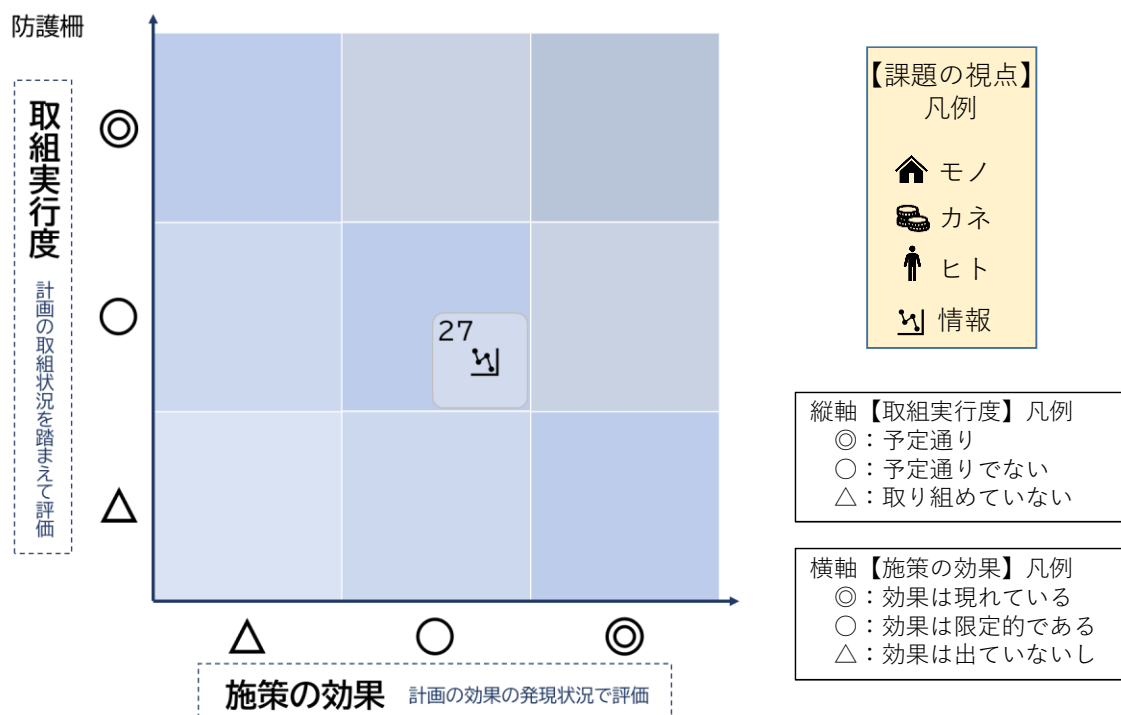 防護柵
取組実行度
計画の取組状況を踏まえて評価
◎
○
△
27
△
○
◎
施策の効果 計画の効果の発現状況で評価
【課題の視点】
凡例
モノ
カネ
ヒト
情報
縦軸【取組実行度】凡例
◎：予定通り
○：予定通りでない
△：取り組めていない
横軸【施策の効果】凡例
◎：効果は現れている
○：効果は限定的である
△：効果は出ていないし